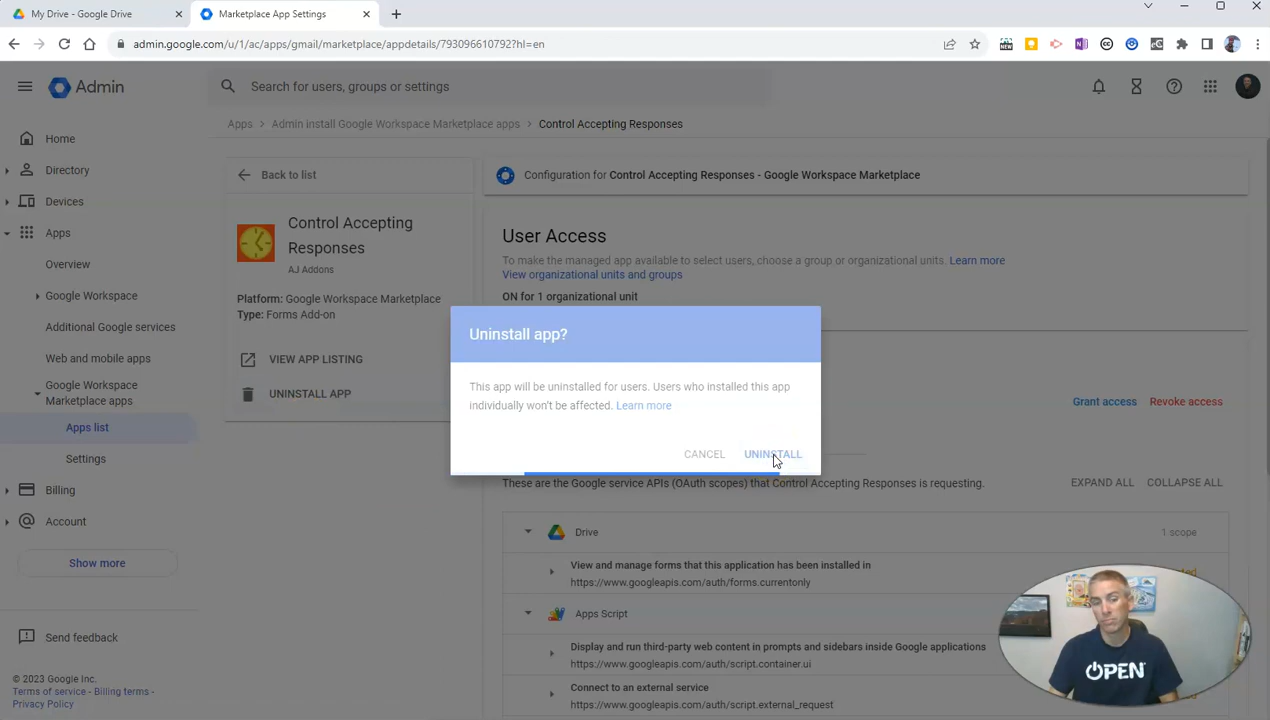 My Drive - Google Drive
Marketplace App Settings
admin.google.com/u/1/ac/apps/gmail/marketplace/appdetails/793096610792?hl=en
Admin
Search for users, groups or settings
Apps > Admin install Google Workspace Marketplace apps > Control Accepting Responses
Home
Directory
Devices
Apps
Overview
Google Workspace
Additional Google services
Web and mobile apps
Google Workspace
Marketplace apps
Apps list
Settings
Billing
Account
Show more
Send feedback
© 2023 Google Inc.
Terms of service - Billing terms -
Privacy Policy
Back to list
Control Accepting
Responses
AJ Addons
Platform: Google Workspace Marketplace
Type: Forms Add-on
VIEW APP LISTING
UNINSTALL APP
Configuration for Control Accepting Responses - Google Workspace Marketplace
User Access
To make the managed app available to select users, choose a group or organizational units. Learn more
View organizational units and groups
ON for 1 organizational unit
Uninstall app?
This app will be uninstalled for users. Users who installed this app
individually won't be affected. Learn more
CANCEL UNINSTALL
Grant access Revoke access
These are the Google service APIs (OAuth scopes) that Control Accepting Responses is requesting.
EXPAND ALL COLLAPSE ALL
Drive
1 scope
View and manage forms that this application has been installed in
https://www.googleapis.com/auth/forms.currentonly
Apps Script
Display and run third-party web content in prompts and sidebars inside Google applications
https://www.googleapis.com/auth/script.container.ui
Connect to an external service
https://www.googleapis.com/auth/script.external_request
OPEN